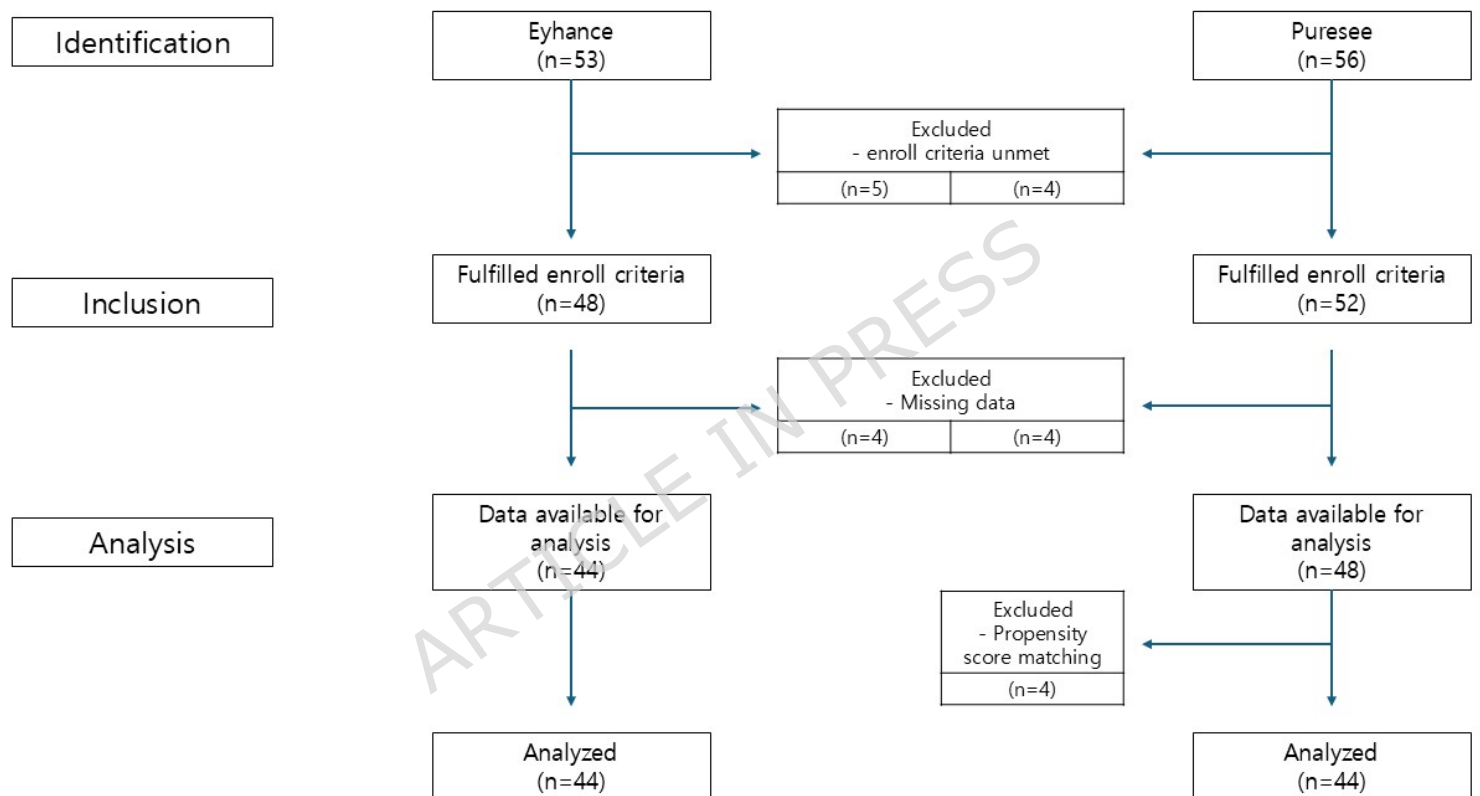 Identification
Eyhance
(n=53)
Puresee
(n=56)
Excluded
- enroll criteria unmet
(n=5)
(n=4)
Inclusion
Fulfilled enroll criteria
(n=48)
Fulfilled enroll criteria
(n=52)
Excluded
- Missing data
(n=4)
(n=4)
Analysis
Data available for
analysis
(n=44)
Data available for
analysis
(n=48)
Excluded
- Propensity
score matching
(n=4)
Analyzed
(n=44)
Analyzed
(n=44)
ARTICLE IN PRESS